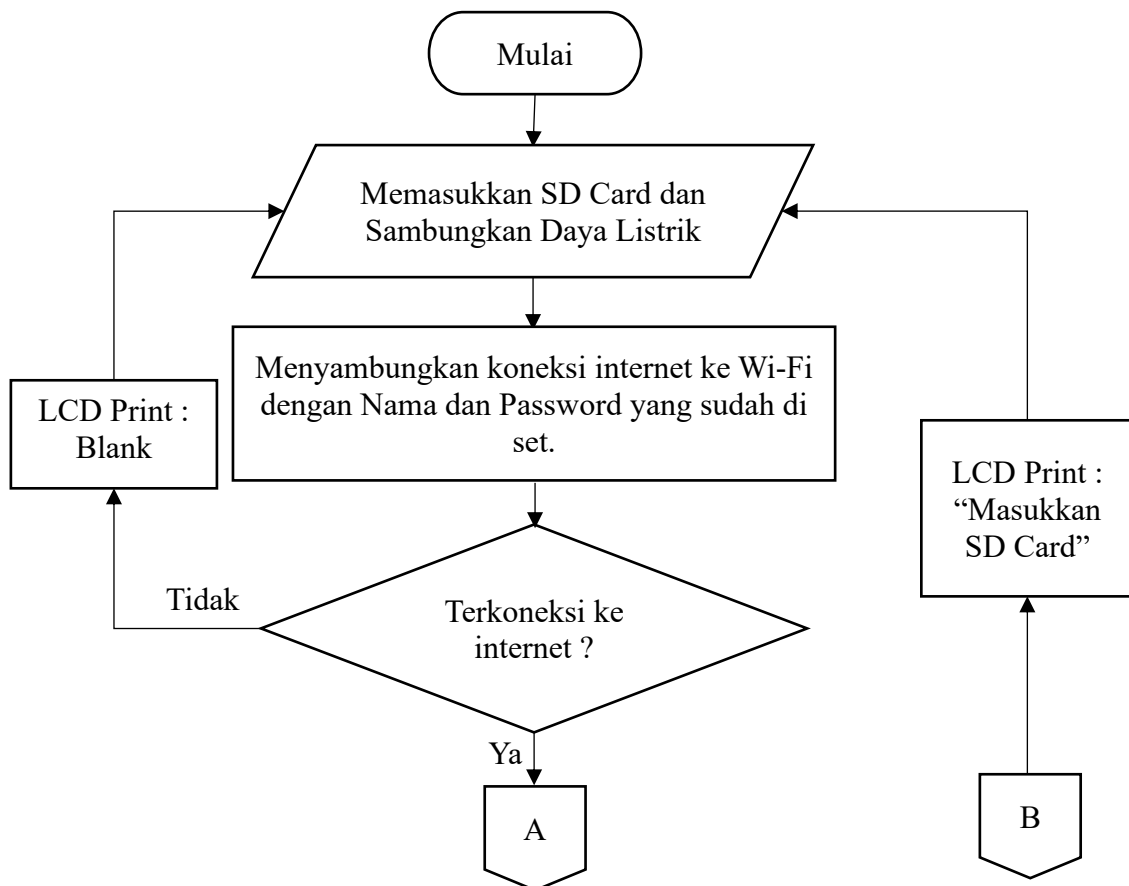 Mulai
Memasukkan SD Card dan
Sambungkan Daya Listrik
Menyambungkan koneksi internet ke Wi-Fi
dengan Nama dan Password yang sudah di
set.
LCD Print :
Blank
LCD Print :
“Masukkan
SD Card”
Tidak
Terkoneksi ke
internet ?
Ya
A
B